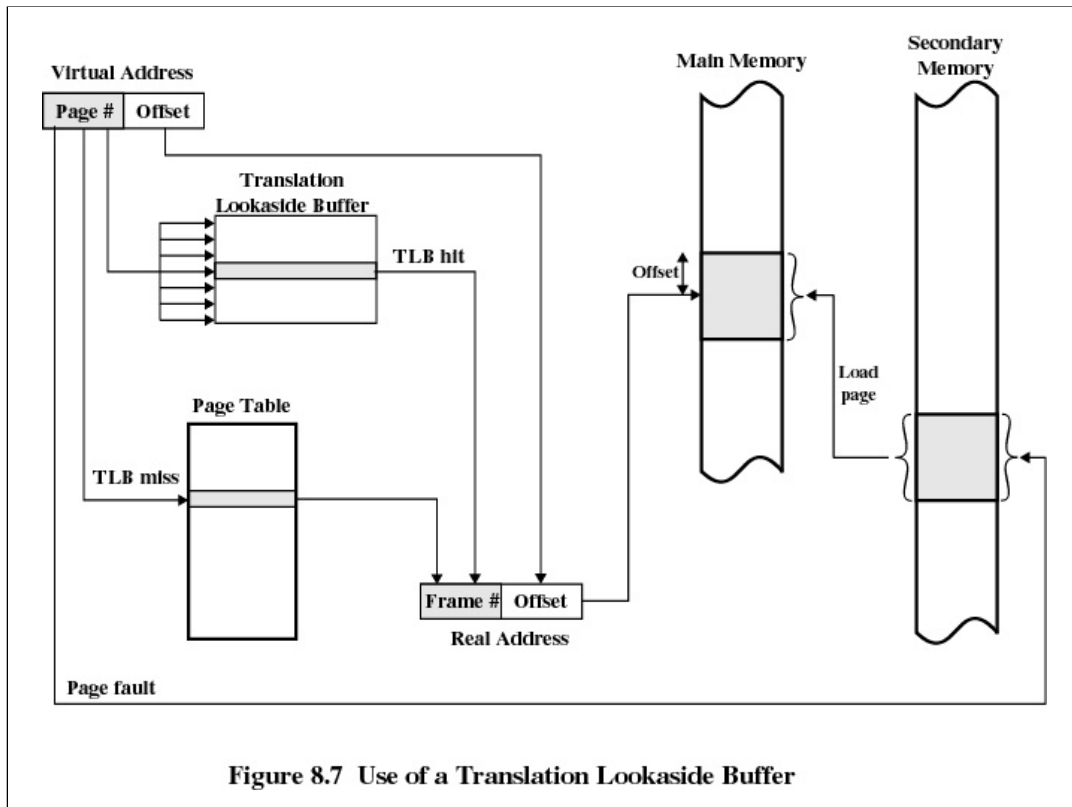 Virtual Address
Page #
Offset
Translation
Lookaside Buffer
TLB hit
Page Table
TLB miss
Frame #
Offset
Real Address
Page fault
Main Memory
Offset
Secondary
Memory
Load
page
Figure 8.7 Use of a Translation Lookaside Buffer